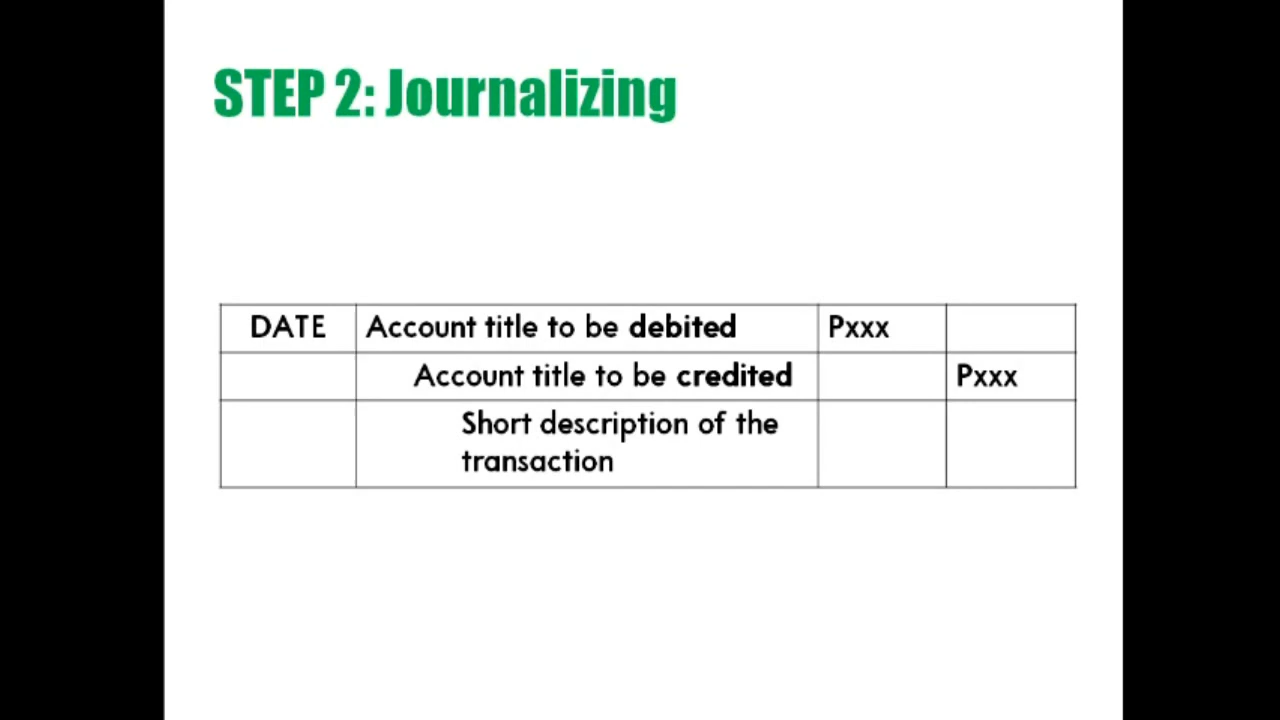 STEP 2: Journalizing
DATE Account title to be debited Pxxx
Account title to be credited Pxxx
Short description of the
transaction